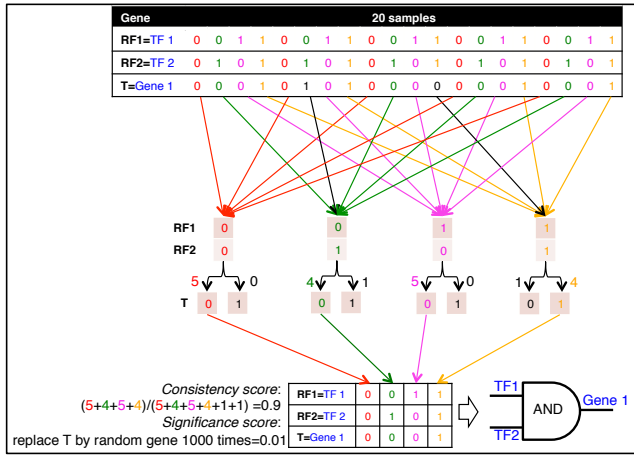 Gene 20 samples
RF1=TF 1 0 0 1 1 0 0 1 1 0 0 1 1 0 0 1 1 0 0 1 1
RF2=TF 2 0 1 0 1 0 1 0 1 0 1 0 1 0 1 0 1 0 1 0 1
T=Gene 1 0 0 0 1 0 1 0 1 0 0 0 0 0 0 0 1 0 0 0 1
RF1 0 0 1 1
RF2 0 1 0 1
5 0 4 1 5 0 1 4
T 0 1 0 1 0 1 0 1
Consistency score:
(5+4+5+4)/(5+4+5+4+1+1) =0.9
Significance score:
replace T by random gene 1000 times=0.01
RF1=TF 1 0 0 1 1
RF2=TF 2 0 1 0 1
T=Gene 1 0 0 0 1
TF1
TF2
AND
Gene 1